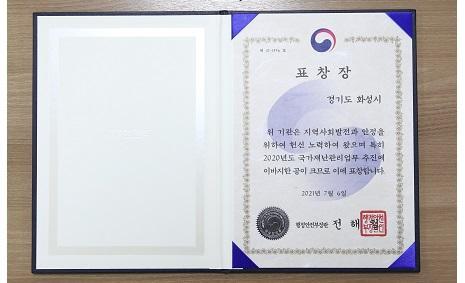 표 창 장
경기도 화성시
위 기관은 지역사회발전과 안정을
위하여 헌신 노력하여 왔으며 특히
2020년도 국가재난관리업무 추진에
이바지한 공이 크므로 이에 표창합니다.
2021년 7월 6일
행정안전부장관 전 해